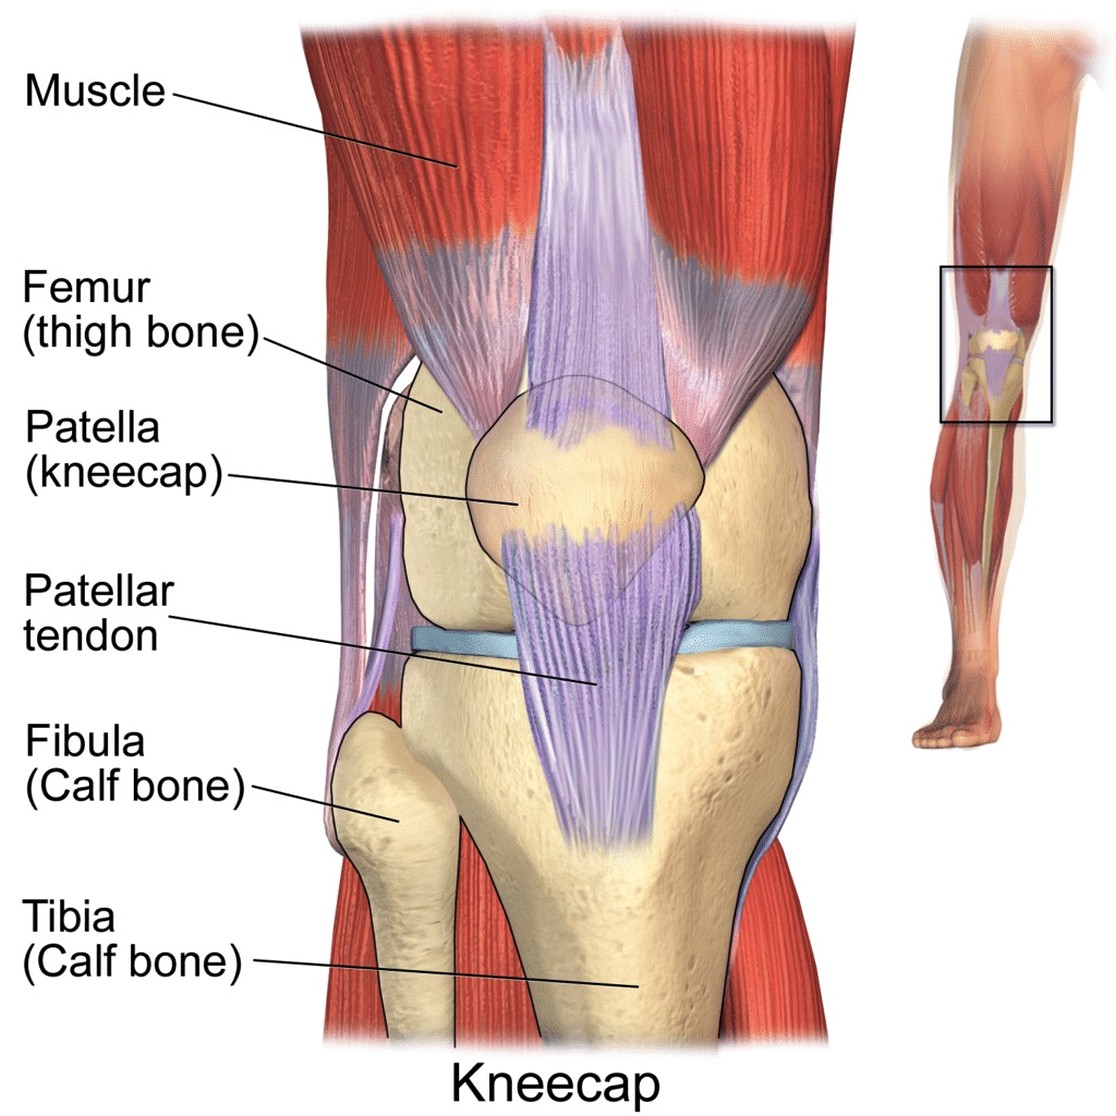 Muscle
Femur
(thigh bone)
Patella
(kneecap)
Patellar
tendon
Fibula
(Calf bone)
Tibia
(Calf bone)
Kneecap